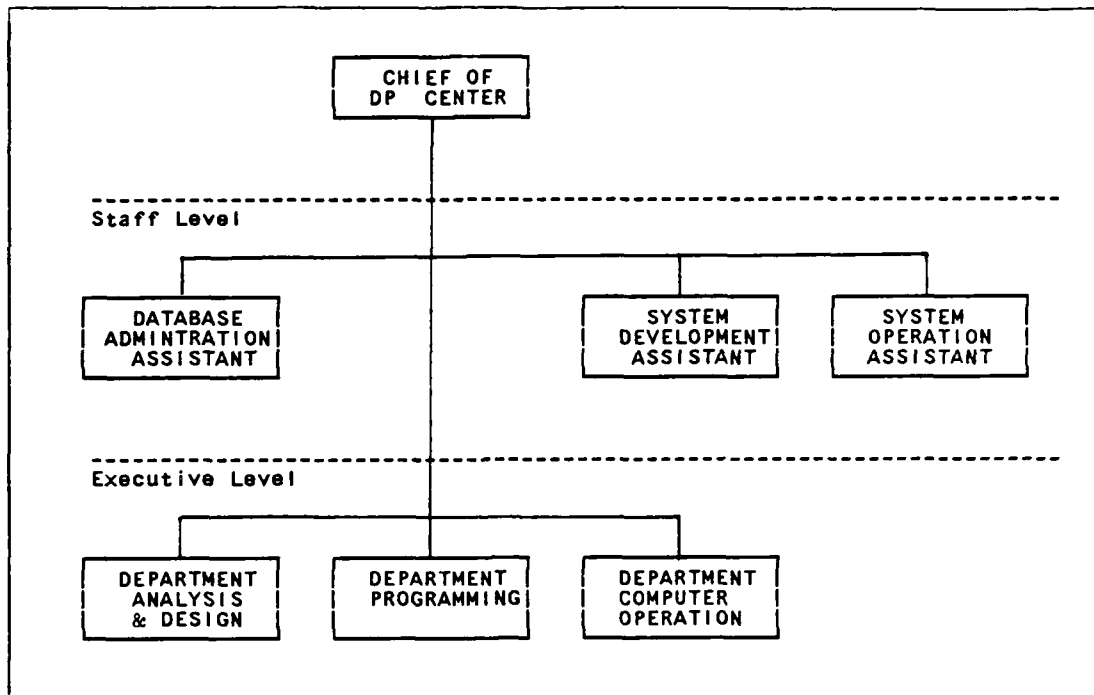 CHIEF OF
DP CENTER
Staff Level
DATABASE
ADMINTRATION
ASSISTANT
SYSTEM
DEVELOPMENT
ASSISTANT
SYSTEM
OPERATION
ASSISTANT
Executive Level
DEPARTMENT
ANALYSIS
& DESIGN
DEPARTMENT
PROGRAMMING
DEPARTMENT
COMPUTER
OPERATION